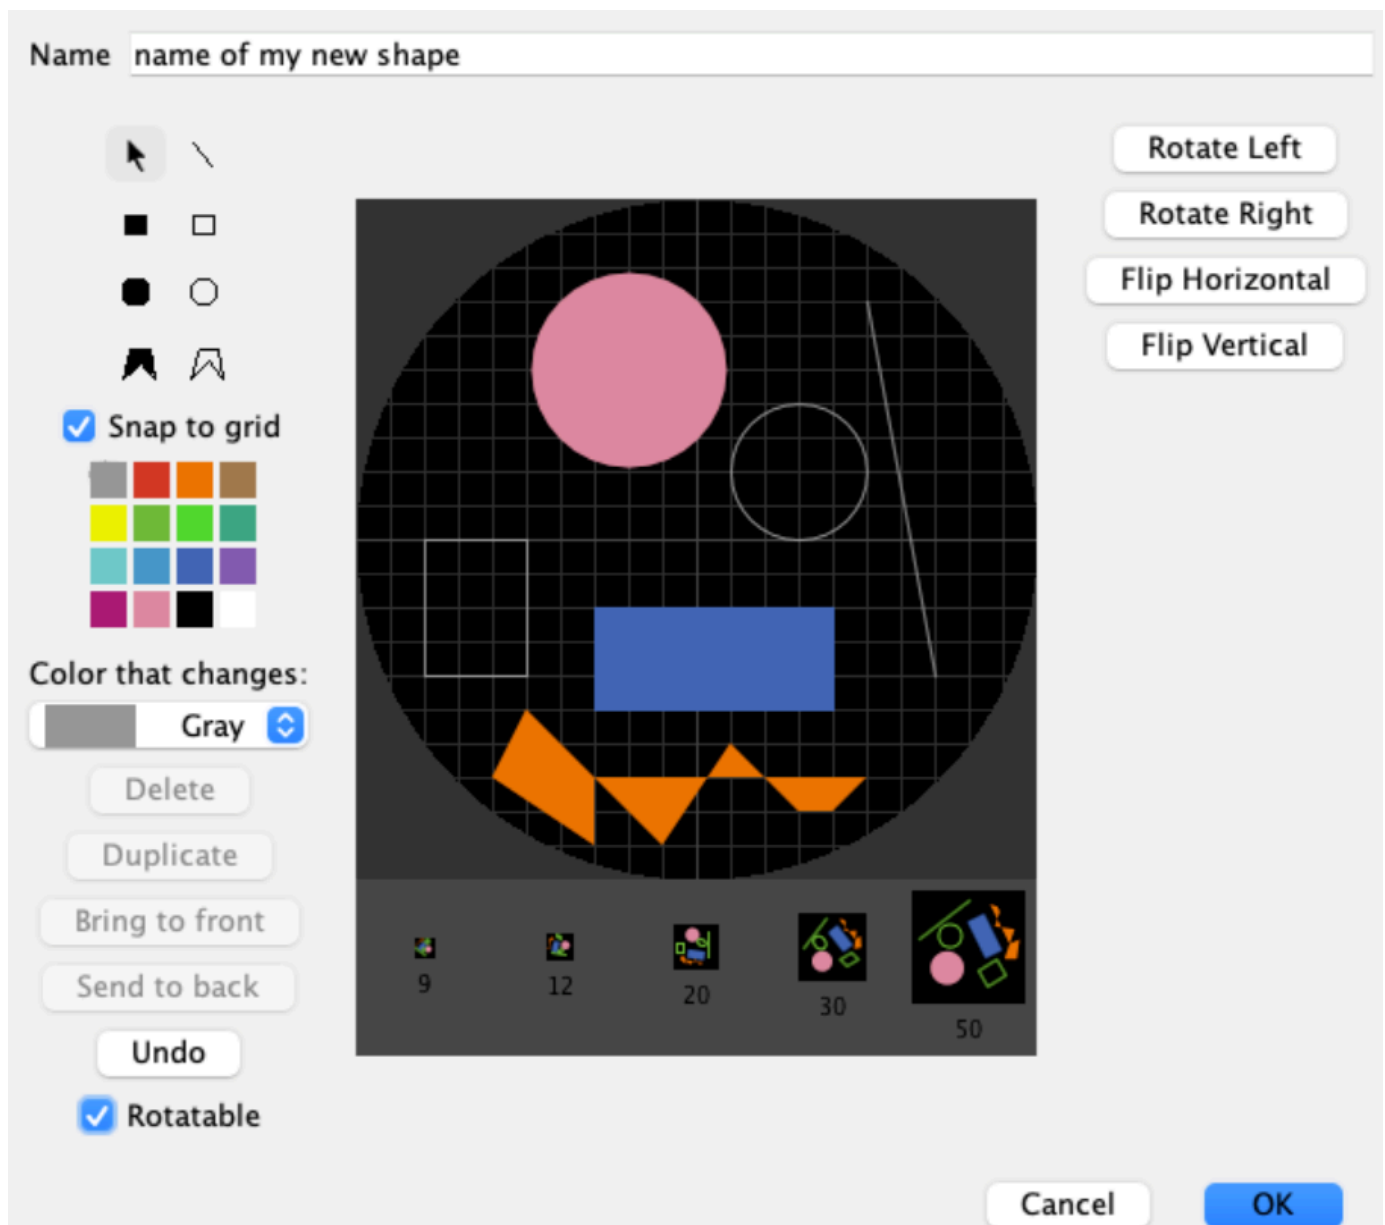 Name name of my new shape
Rotate Left
Rotate Right
Flip Horizontal
Flip Vertical
Snap to grid
Color that changes:
Gray
Delete
Duplicate
Bring to front
Send to back
Undo
Rotatable
9
12
20
30
50
Cancel
OK